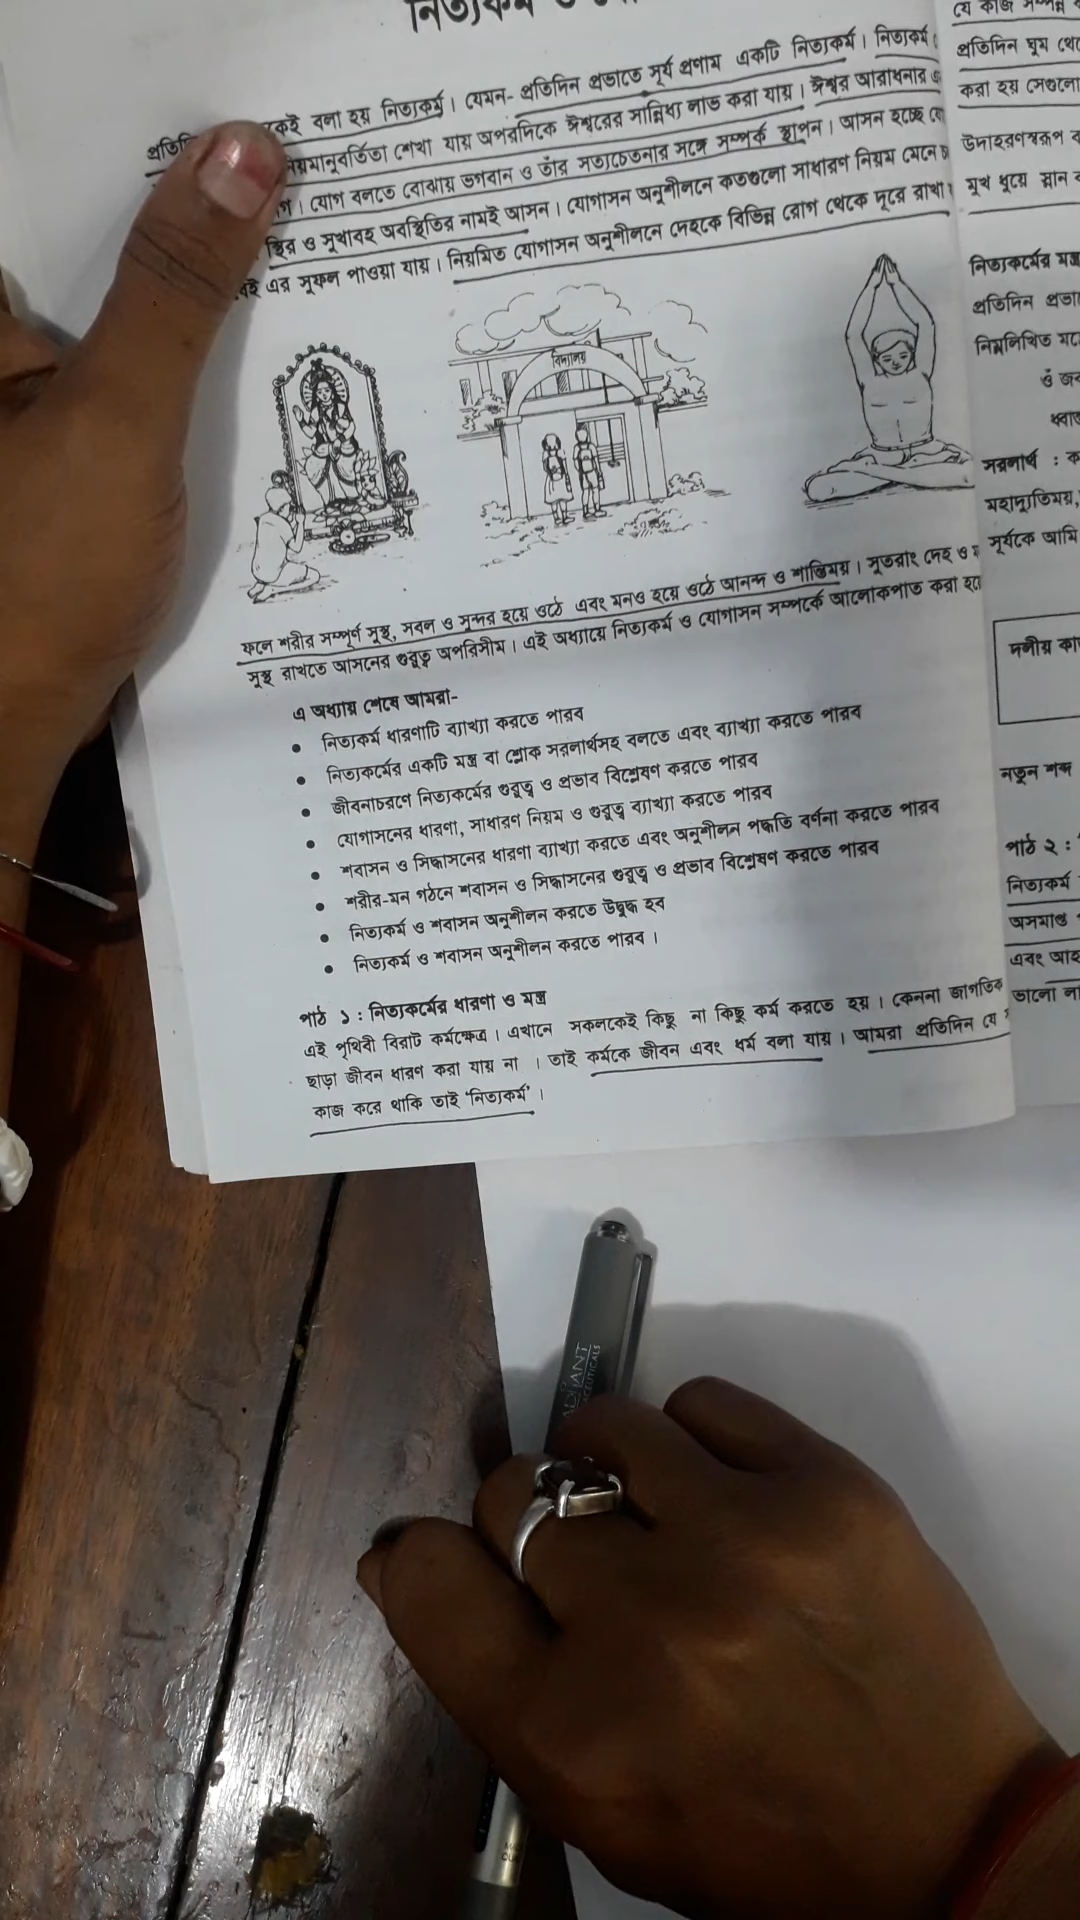 নিত্যকর্ম ও
কেই বলা হয় নিত্যকর্ম। যেমন- প্রতিদিন প্রভাতে সূর্য প্রণাম একটি নিত্যকর্ম। নিত্যকর্ম
নিয়মানুবর্তিতা শেখা যায় অপরদিকে ঈশ্বরের সান্নিধ্য লাভ করা যায়। ঈশ্বর আরাধনার
যোগ বলতে বোঝায় ভগবান ও তাঁর সত্যচেতনার সঙ্গে সম্পর্ক স্থাপন। আসন হচ্ছে
স্থির ও সুখাবহ অবস্থিতির নামই আসন। যোগাসন অনুশীলনে কতগুলো সাধারণ নিয়ম মেনে
এর সুফল পাওয়া যায়। নিয়মিত যোগাসন অনুশীলনে দেহকে বিভিন্ন রোগ থেকে দূরে রাখা
বিদ্যালয়
ফলে শরীর সম্পূর্ণ সুস্থ, সবল ও সুন্দর হয়ে ওঠে এবং মনও হয়ে ওঠে আনন্দ ও শান্তিময়। সুতরাং দেহ ও
সুস্থ রাখতে আসনের গুরুত্ব অপরিসীম। এই অধ্যায়ে নিত্যকর্ম ও যোগাসন সম্পর্কে আলোকপাত করা
এ অধ্যায় শেষে আমরা-
• নিত্যকর্ম ধারণাটি ব্যাখ্যা করতে পারব
• নিত্যকর্মের একটি মন্ত্র বা শ্লোক সরলার্থসহ বলতে এবং ব্যাখ্যা করতে পারব
• জীবনাচরণে নিত্যকর্মের গুরুত্ব ও প্রভাব বিশ্লেষণ করতে পারব
• যোগাসনের ধারণা, সাধারণ নিয়ম ও গুরুত্ব ব্যাখ্যা করতে পারব
• শবাসন ও সিদ্ধাসনের ধারণা ব্যাখ্যা করতে এবং অনুশীলন পদ্ধতি বর্ণনা করতে পারব
• শরীর-মন গঠনে শবাসন ও সিদ্ধাসনের গুরুত্ব ও প্রভাব বিশ্লেষণ করতে পারব
• নিত্যকর্ম ও শবাসন অনুশীলন করতে উদ্বুদ্ধ হব
• নিত্যকর্ম ও শবাসন অনুশীলন করতে পারব।
পাঠ ১ : নিত্যকর্মের ধারণা ও মন্ত্র
এই পৃথিবী বিরাট কর্মক্ষেত্র। এখানে সকলকেই কিছু না কিছু কর্ম করতে হয়। কেননা জাগতিক
ছাড়া জীবন ধারণ করা যায় না । তাই কর্মকে জীবন এবং ধর্ম বলা যায়। আমরা প্রতিদিন যে
কাজ করে থাকি তাই ‘নিত্যকর্ম’ ।
যে কাজ সম্পন্ন
প্রতিদিন ঘুম
করা হয় সেগুলো
উদাহরণস্বরূপ
মুখ ধুয়ে স্নান
নিত্যকর্মের
প্রতিদিন
নিম্নলিখিত
ওঁ
সরলার্থ :
মহাদ্যুতিময়,
সূর্যকে আমি
দলীয়
নতুন শব্দ
পাঠ ২ :
নিত্যকর্ম
অসমাপ্ত
এবং
ভালো